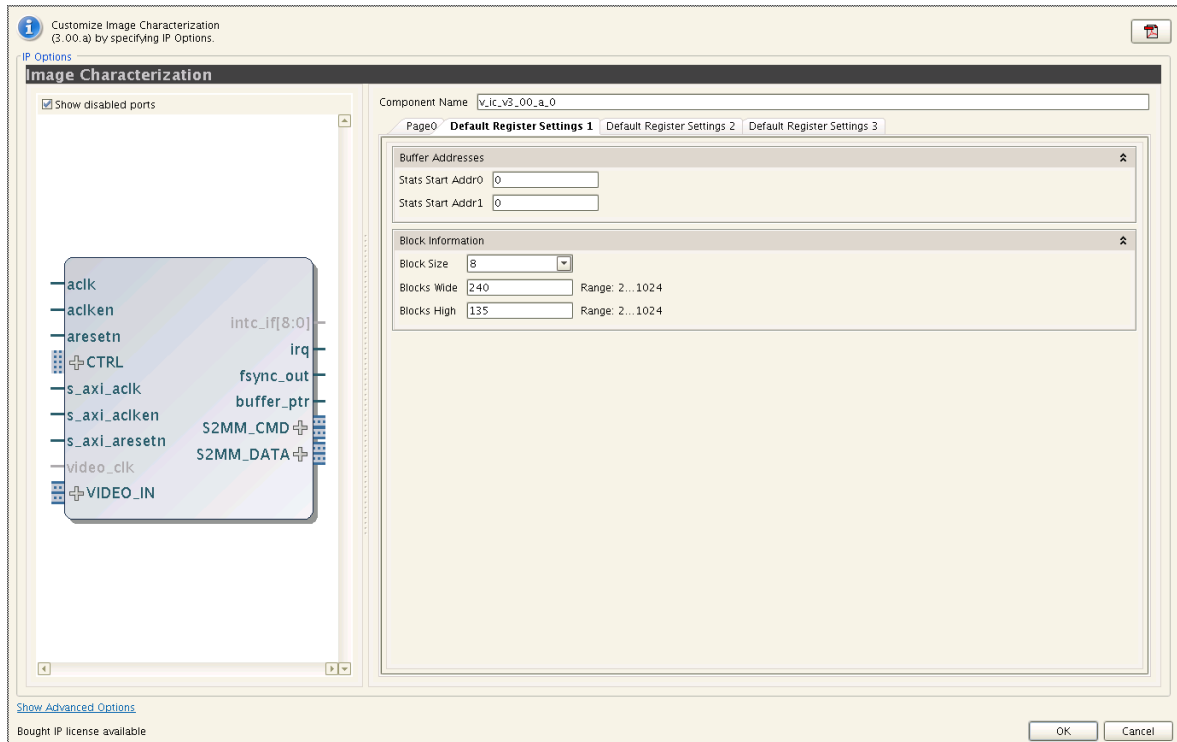 Customize Image Characterization
(3.00.a) by specifying IP Options.
IP Options
Image Characterization
Show disabled ports
aclk
aclken
aresetn
CTRL
s_axi_aclk
s_axi_aclken
s_axi_aresetn
video_clk
VIDEO_IN
intc_if[8:0]
irq
fsync_out
buffer_ptr
S2MM_CMD
S2MM_DATA
Component Name v_ic_v3_00_a_0
Page0 Default Register Settings 1 Default Register Settings 2 Default Register Settings 3
Buffer Addresses
Stats Start Addr0 0
Stats Start Addr1 0
Block Information
Block Size 8
Blocks Wide 240 Range: 2...1024
Blocks High 135 Range: 2...1024
Show Advanced Options
Bought IP license available
OK Cancel